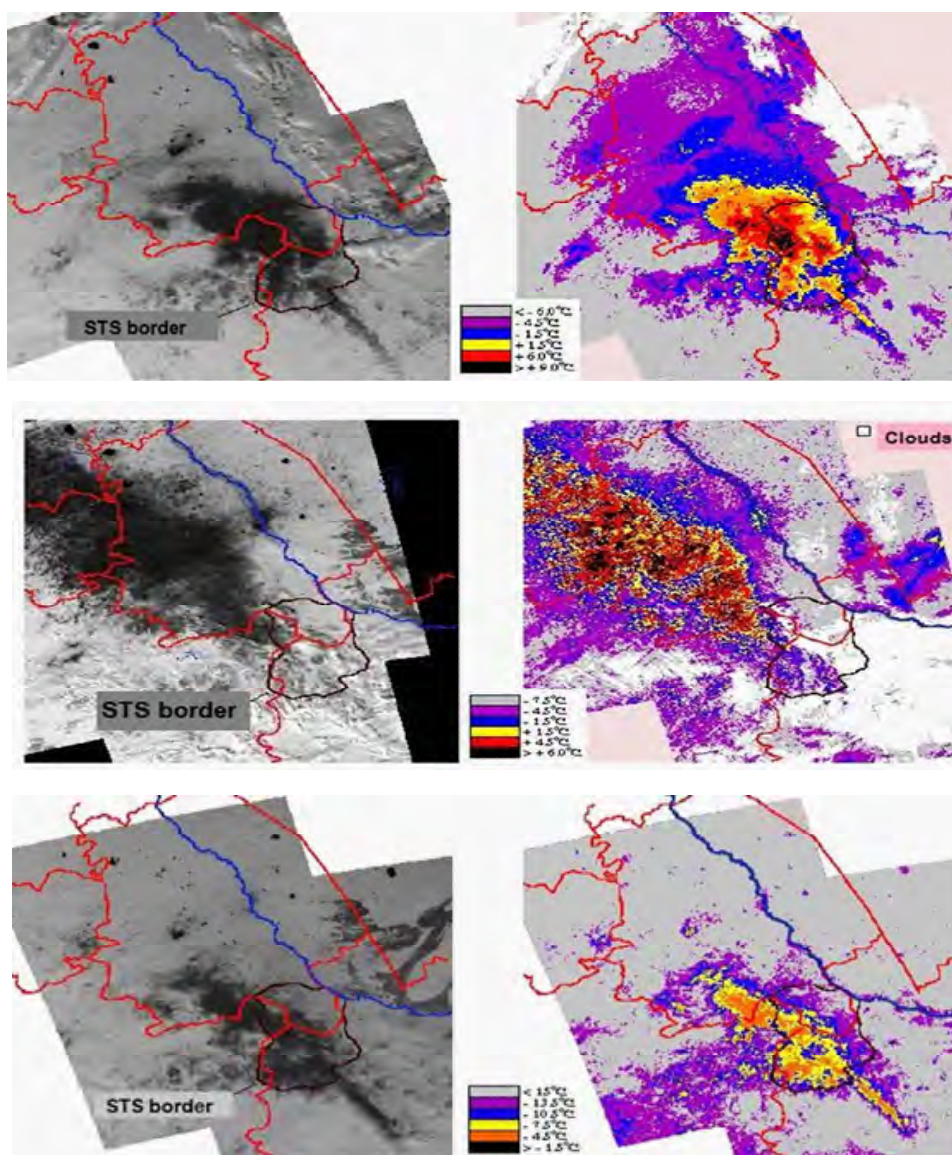 STS border
< - 6.0°C
- 4.5°C
- 1.5°C
+ 1.5°C
+ 6.0°C
> + 9.0°C
Clouds
STS border
- 7.5°C
- 4.5°C
- 1.5°C
+ 1.5°C
+ 4.5°C
> + 6.0°C
STS border
< 15°C
- 13.5°C
- 10.5°C
- 7.5°C
- 4.5°C
> - 1.5°C